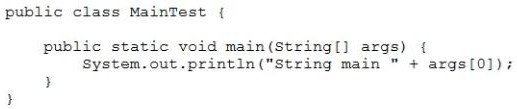 public class MainTest {
    public static void main(String[] args) {
        System.out.println("String main " + args[0]);
    }
}